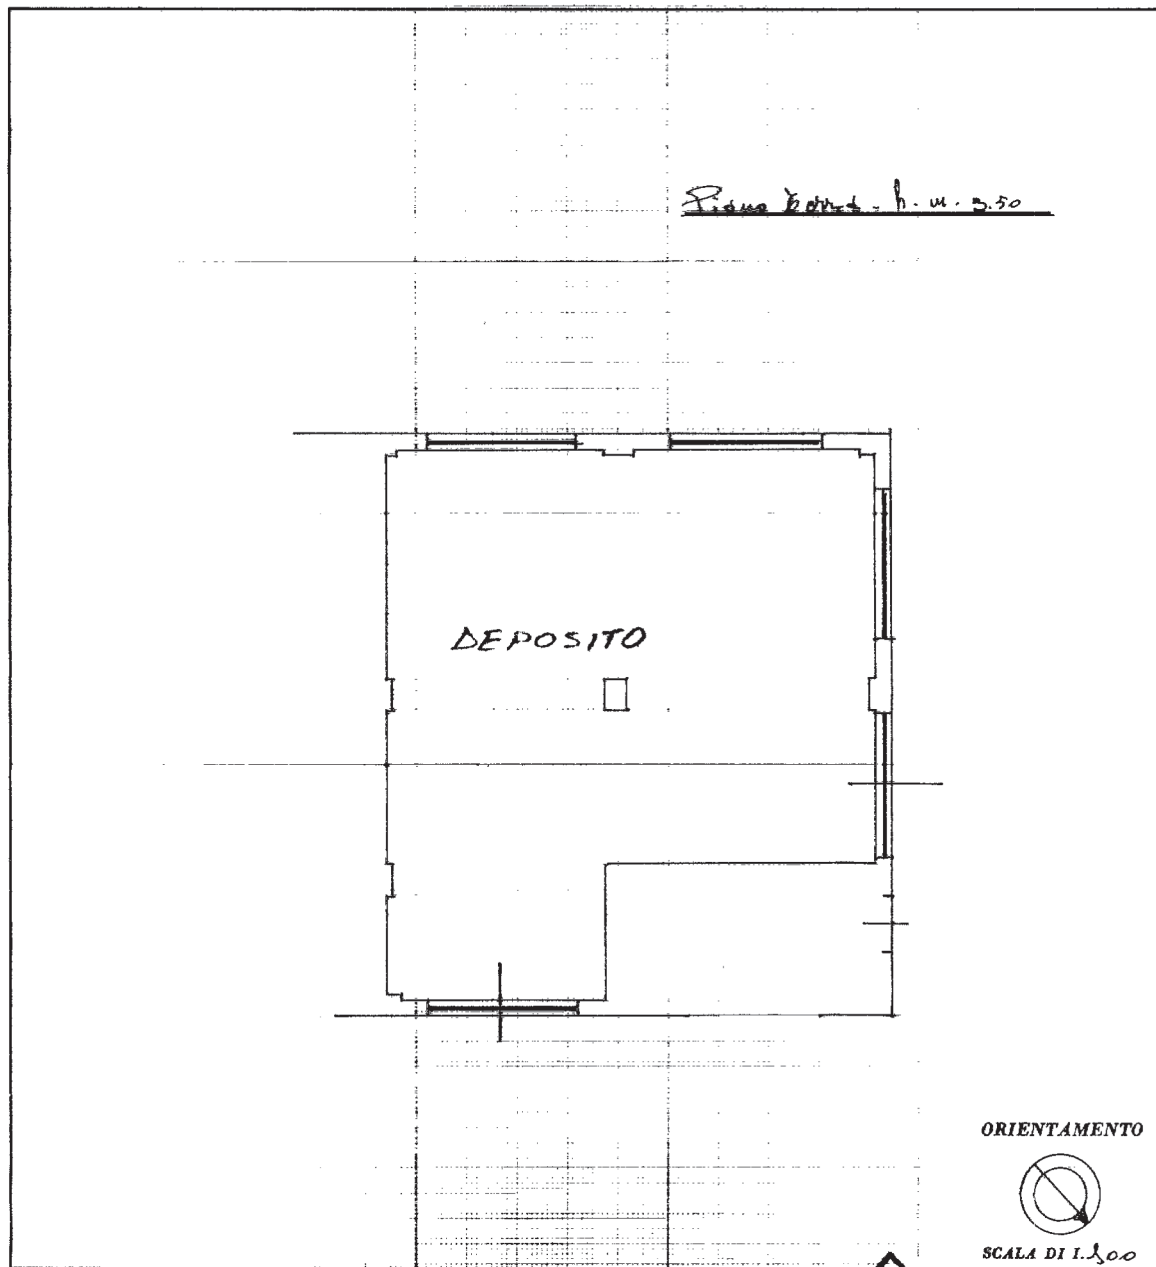 Piano terra - h. m. 3.50
DEPOSITO
ORIENTAMENTO
SCALA DI 1.200